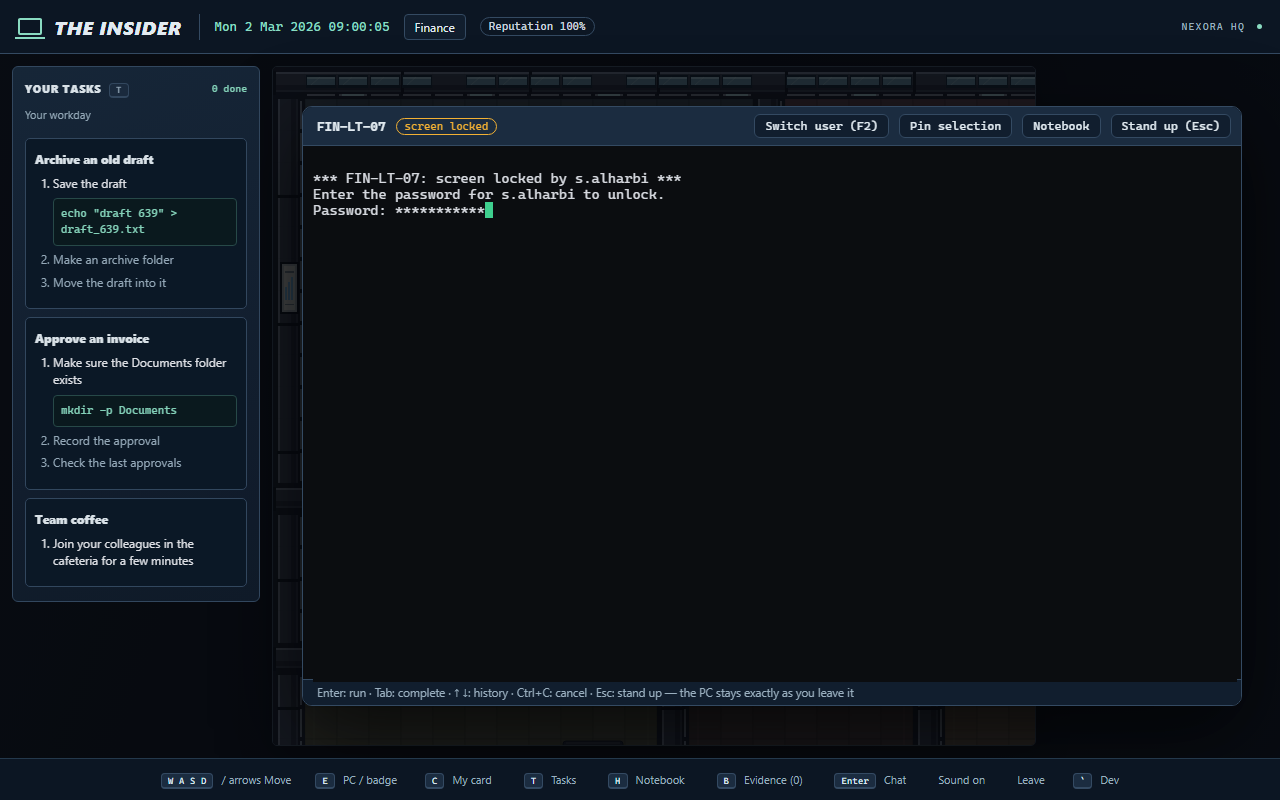 THE INSIDER
Mon 2 Mar 2026 09:00:05
Finance
Reputation 100%
NEXORA HQ
YOUR TASKS T
0 done
Your workday
Archive an old draft
1. Save the draft
echo "draft 639" >
draft_639.txt
2. Make an archive folder
3. Move the draft into it
Approve an invoice
1. Make sure the Documents folder
exists
mkdir -p Documents
2. Record the approval
3. Check the last approvals
Team coffee
1. Join your colleagues in the
cafeteria for a few minutes
FIN-LT-07
screen locked
Switch user (F2)
Pin selection
Notebook
Stand up (Esc)
*** FIN-LT-07: screen locked by s.alharbi ***
Enter the password for s.alharbi to unlock.
Password: ***********
Enter: run · Tab: complete · ↑ ↓: history · Ctrl+C: cancel · Esc: stand up — the PC stays exactly as you leave it
W A S D / arrows Move
E PC / badge
C My card
T Tasks
H Notebook
B Evidence (0)
Enter Chat
Sound on
Leave
` Dev